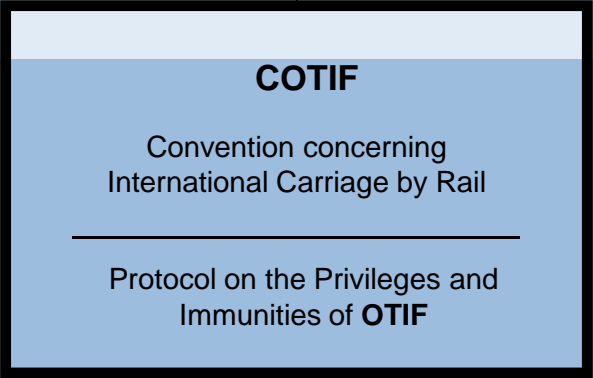 COTIF
Convention concerning
International Carriage by Rail
Protocol on the Privileges and
Immunities of OTIF